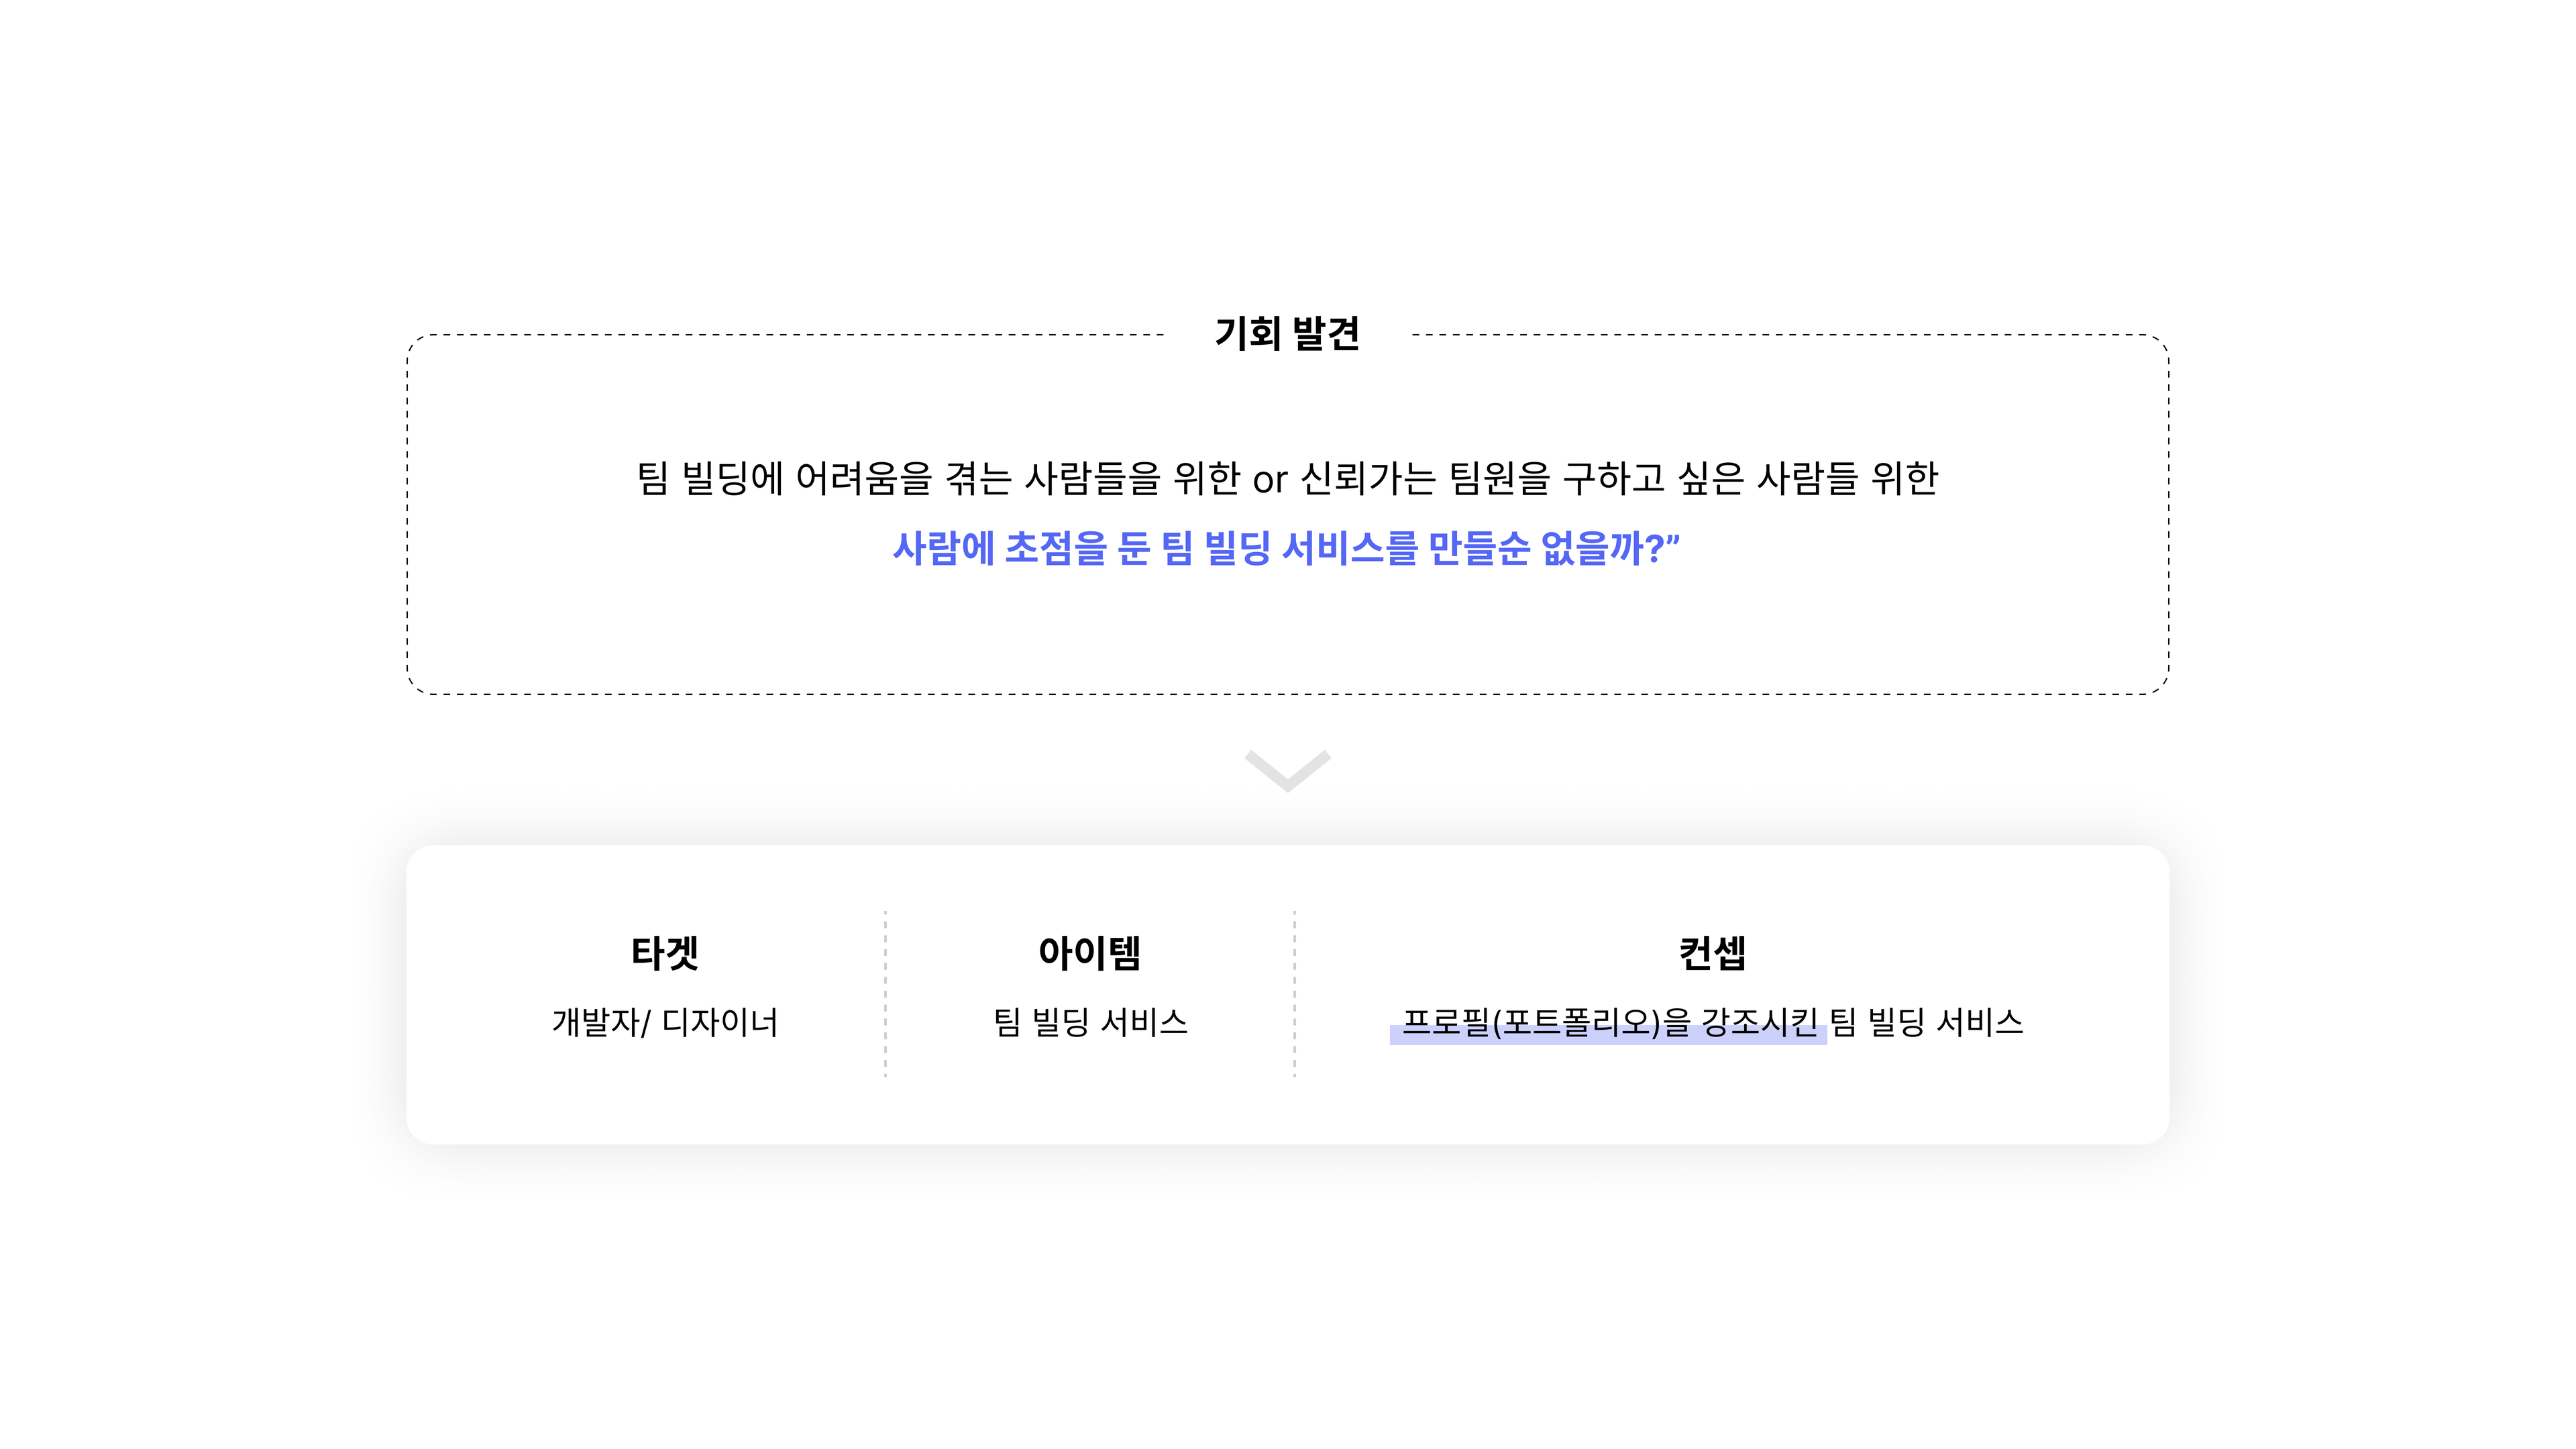 기회 발견
팀 빌딩에 어려움을 겪는 사람들을 위한 or 신뢰가는 팀원을 구하고 싶은 사람들 위한
사람에 초점을 둔 팀 빌딩 서비스를 만들순 없을까?”
타겟
개발자/ 디자이너
아이템
팀 빌딩 서비스
컨셉
프로필(포트폴리오)을 강조시킨 팀 빌딩 서비스